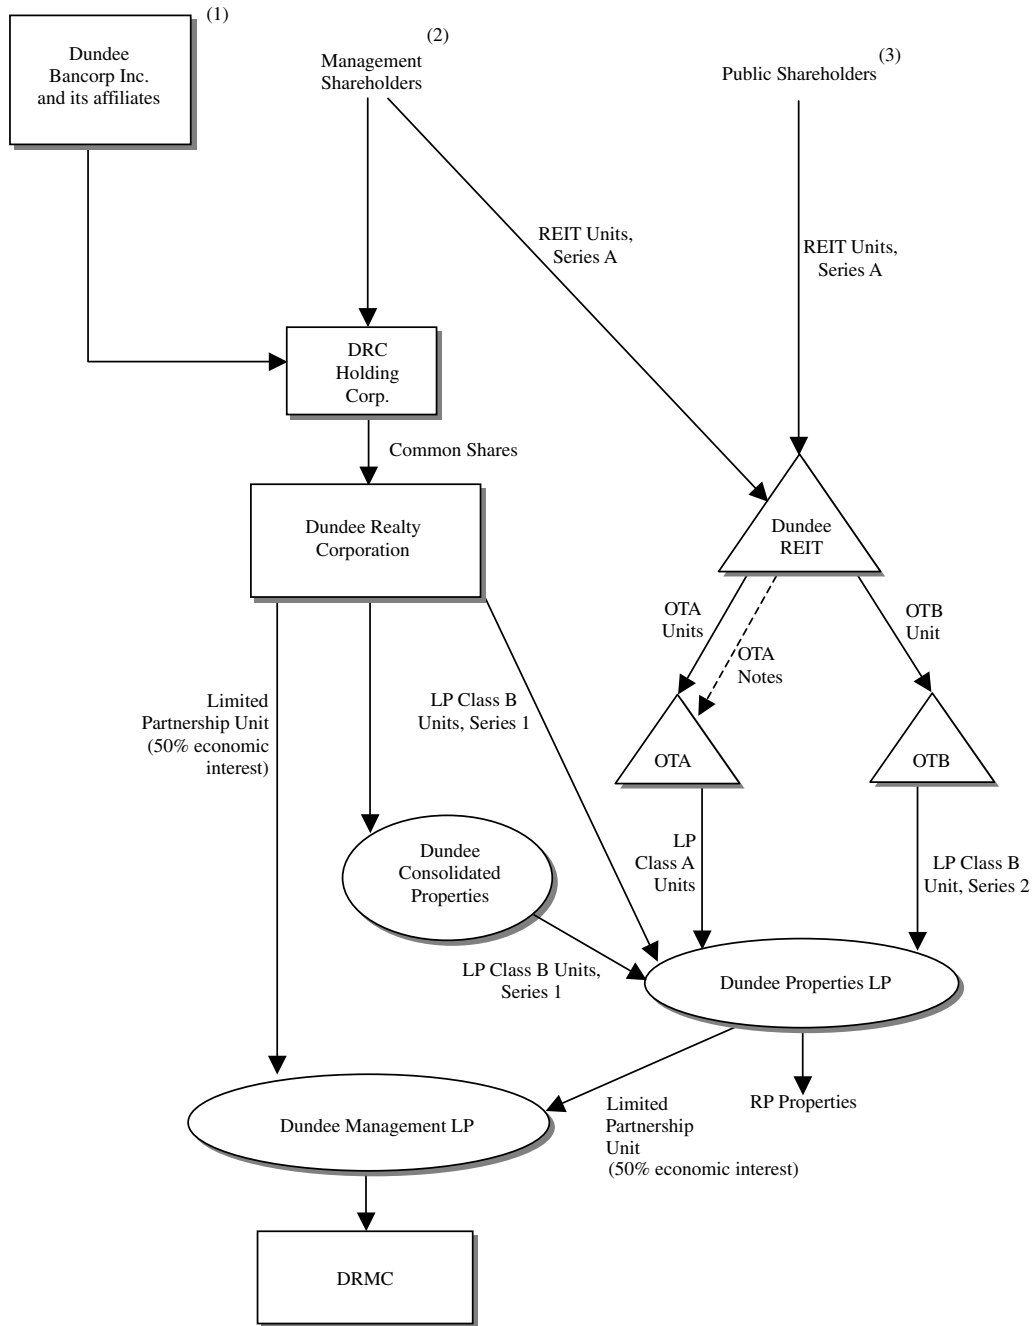 (1)
Dundee
Bancorp Inc.
and its affiliates
(2)
Management
Shareholders
(3)
Public Shareholders
REIT Units,
Series A
REIT Units,
Series A
DRC
Holding
Corp.
Common Shares
Dundee Realty
Corporation
Dundee
REIT
OTA
Units
OTA
Notes
OTB
Unit
Limited
Partnership Unit
(50% economic
interest)
LP Class B
Units, Series 1
OTA
OTB
Dundee
Consolidated
Properties
LP
Class A
Units
LP Class B
Unit, Series 2
LP Class B Units,
Series 1
Dundee Properties LP
Dundee Management LP
Limited
Partnership
Unit
(50% economic interest)
RP Properties
DRMC